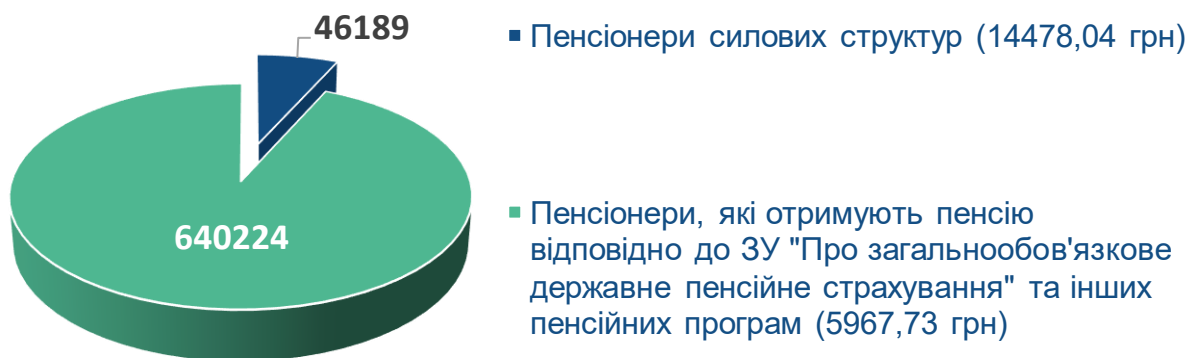 46189
Пенсіонери силових структур (14478,04 грн)
640224
Пенсіонери, які отримують пенсію
відповідно до ЗУ "Про загальнообов'язкове
державне пенсійне страхування" та інших
пенсійних програм (5967,73 грн)